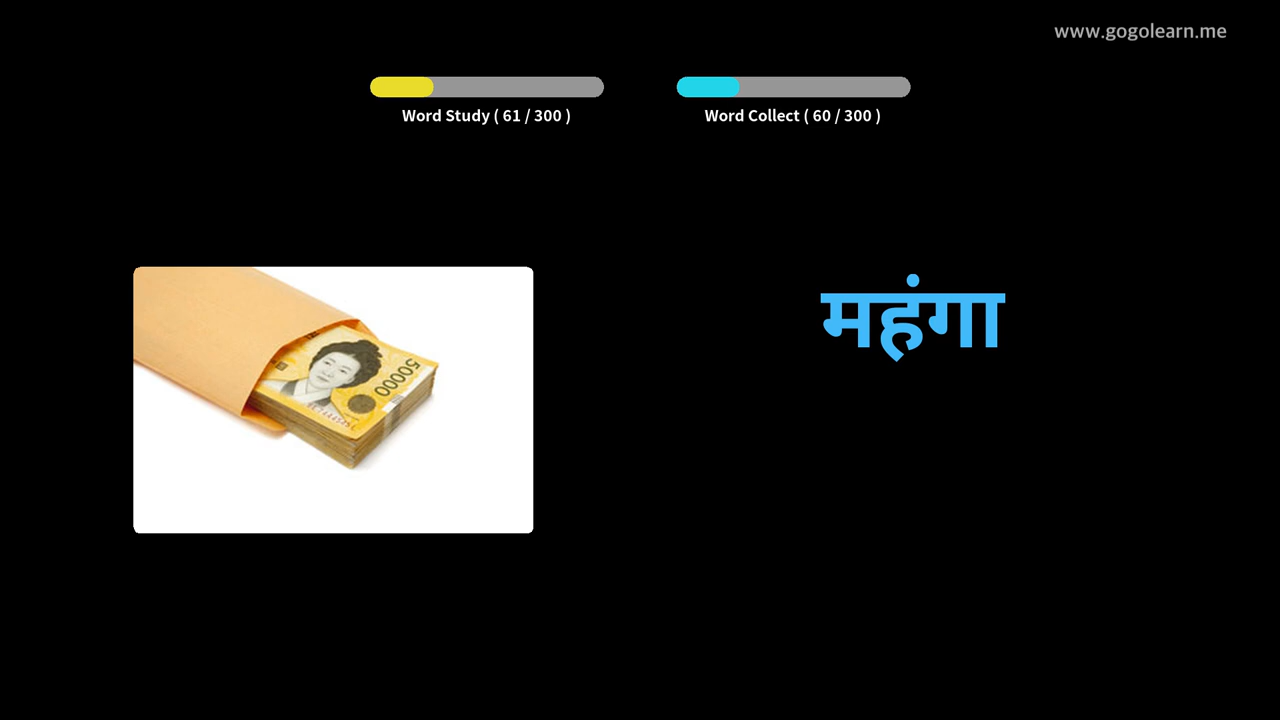 www.gogolearn.me
Word Study ( 61 / 300 )
Word Collect ( 60 / 300 )
महंगा
50000